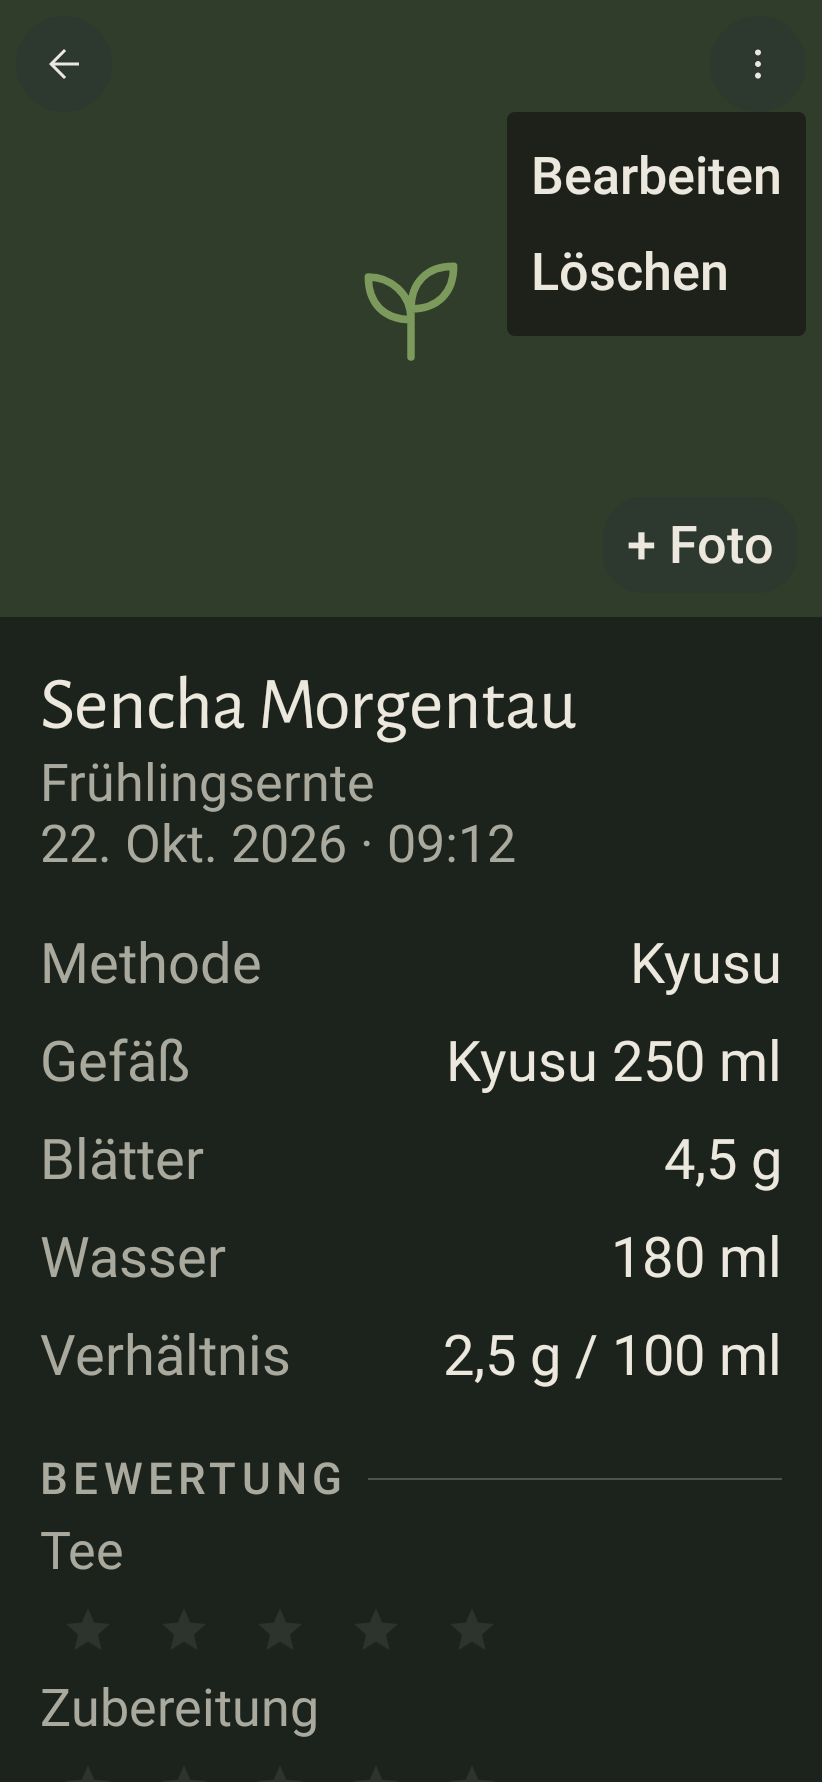 Bearbeiten
Löschen
+ Foto
Sencha Morgentau
Frühlingsernte
22. Okt. 2026 · 09:12
Methode Kyusu
Gefäß Kyusu 250 ml
Blätter 4,5 g
Wasser 180 ml
Verhältnis 2,5 g / 100 ml
BEWERTUNG
Tee
Zubereitung